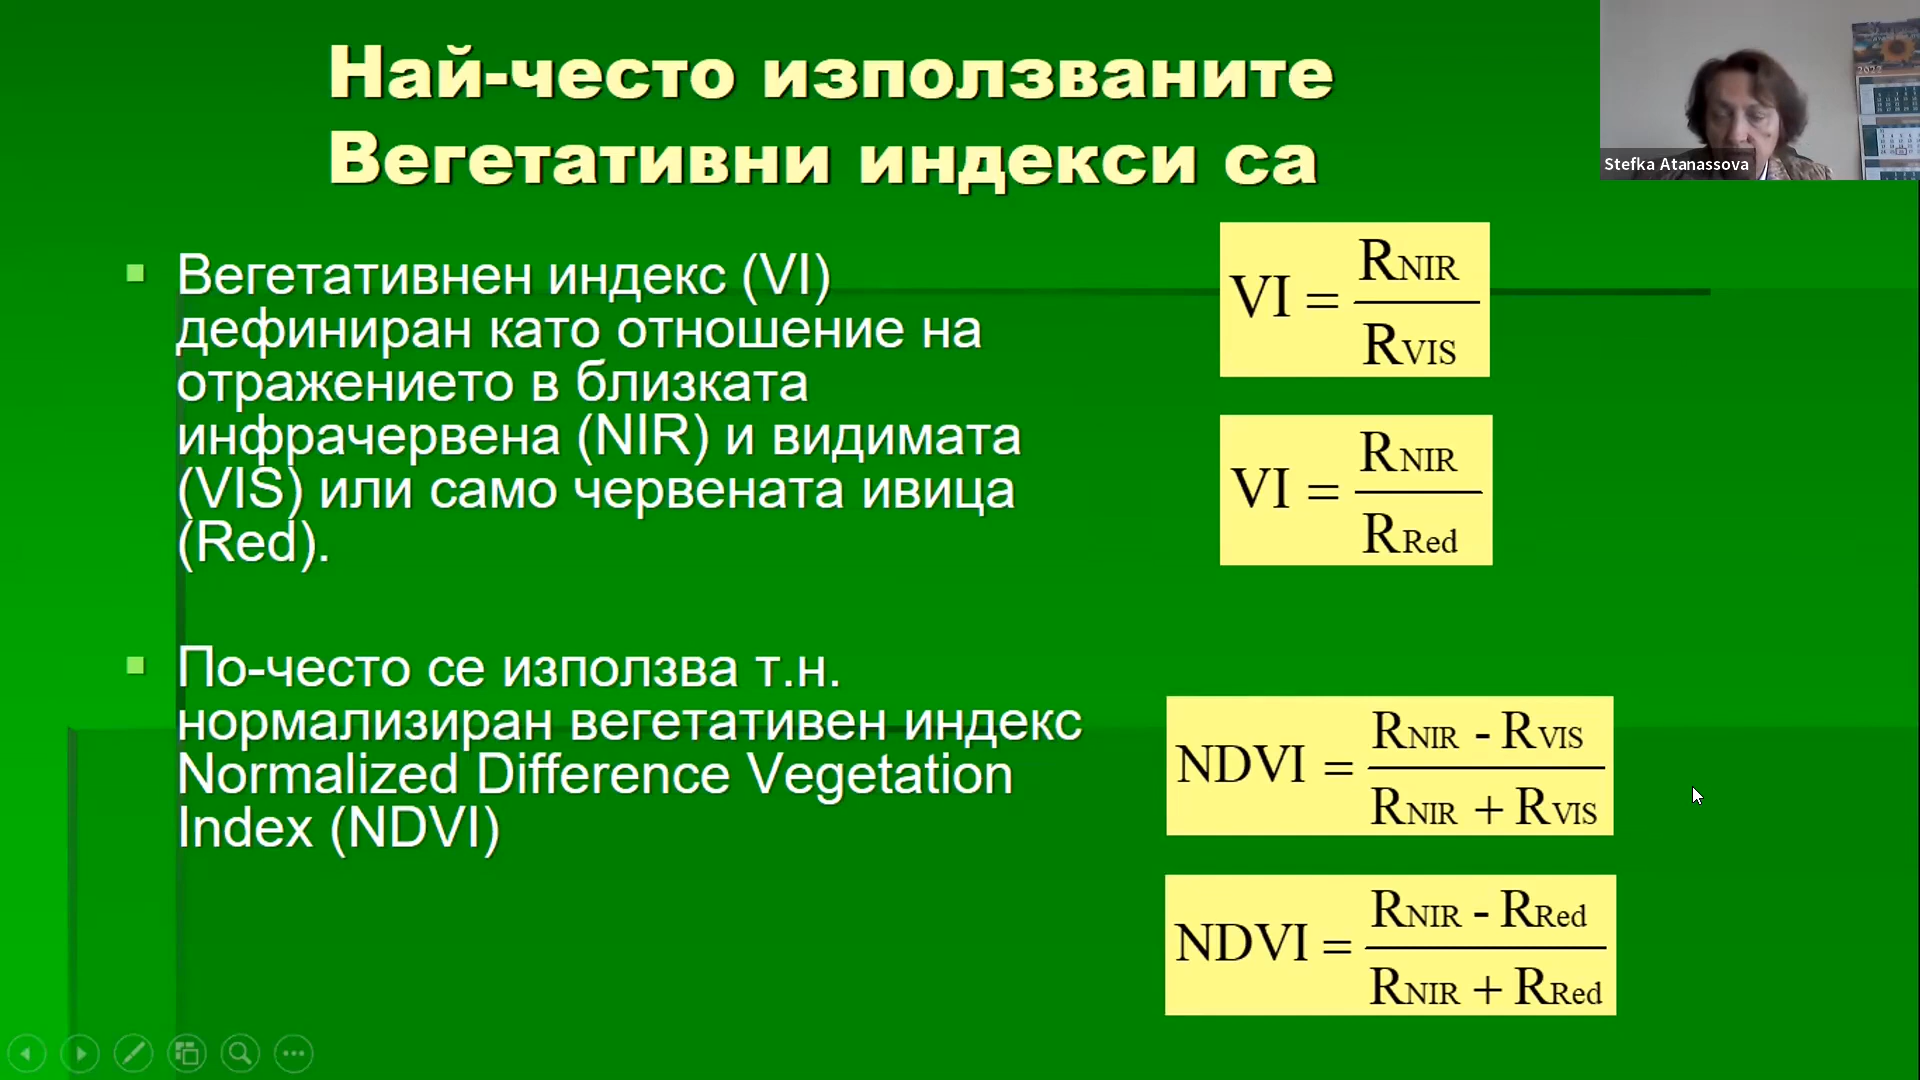 Най-често използваните
Вегетативни индекси са
Stefka Atanassova
2022
Вегетативнен индекс (VI)
дефиниран като отношение на
отражението в близката
инфрачервена (NIR) и видимата
(VIS) или само червената ивица
(Red).
VI = RNIR / RVIS
VI = RNIR / RRed
По-често се използва т.н.
нормализиран вегетативен индекс
Normalized Difference Vegetation
Index (NDVI)
NDVI = RNIR - RVIS / RNIR + RVIS
NDVI = RNIR - RRed / RNIR + RRed